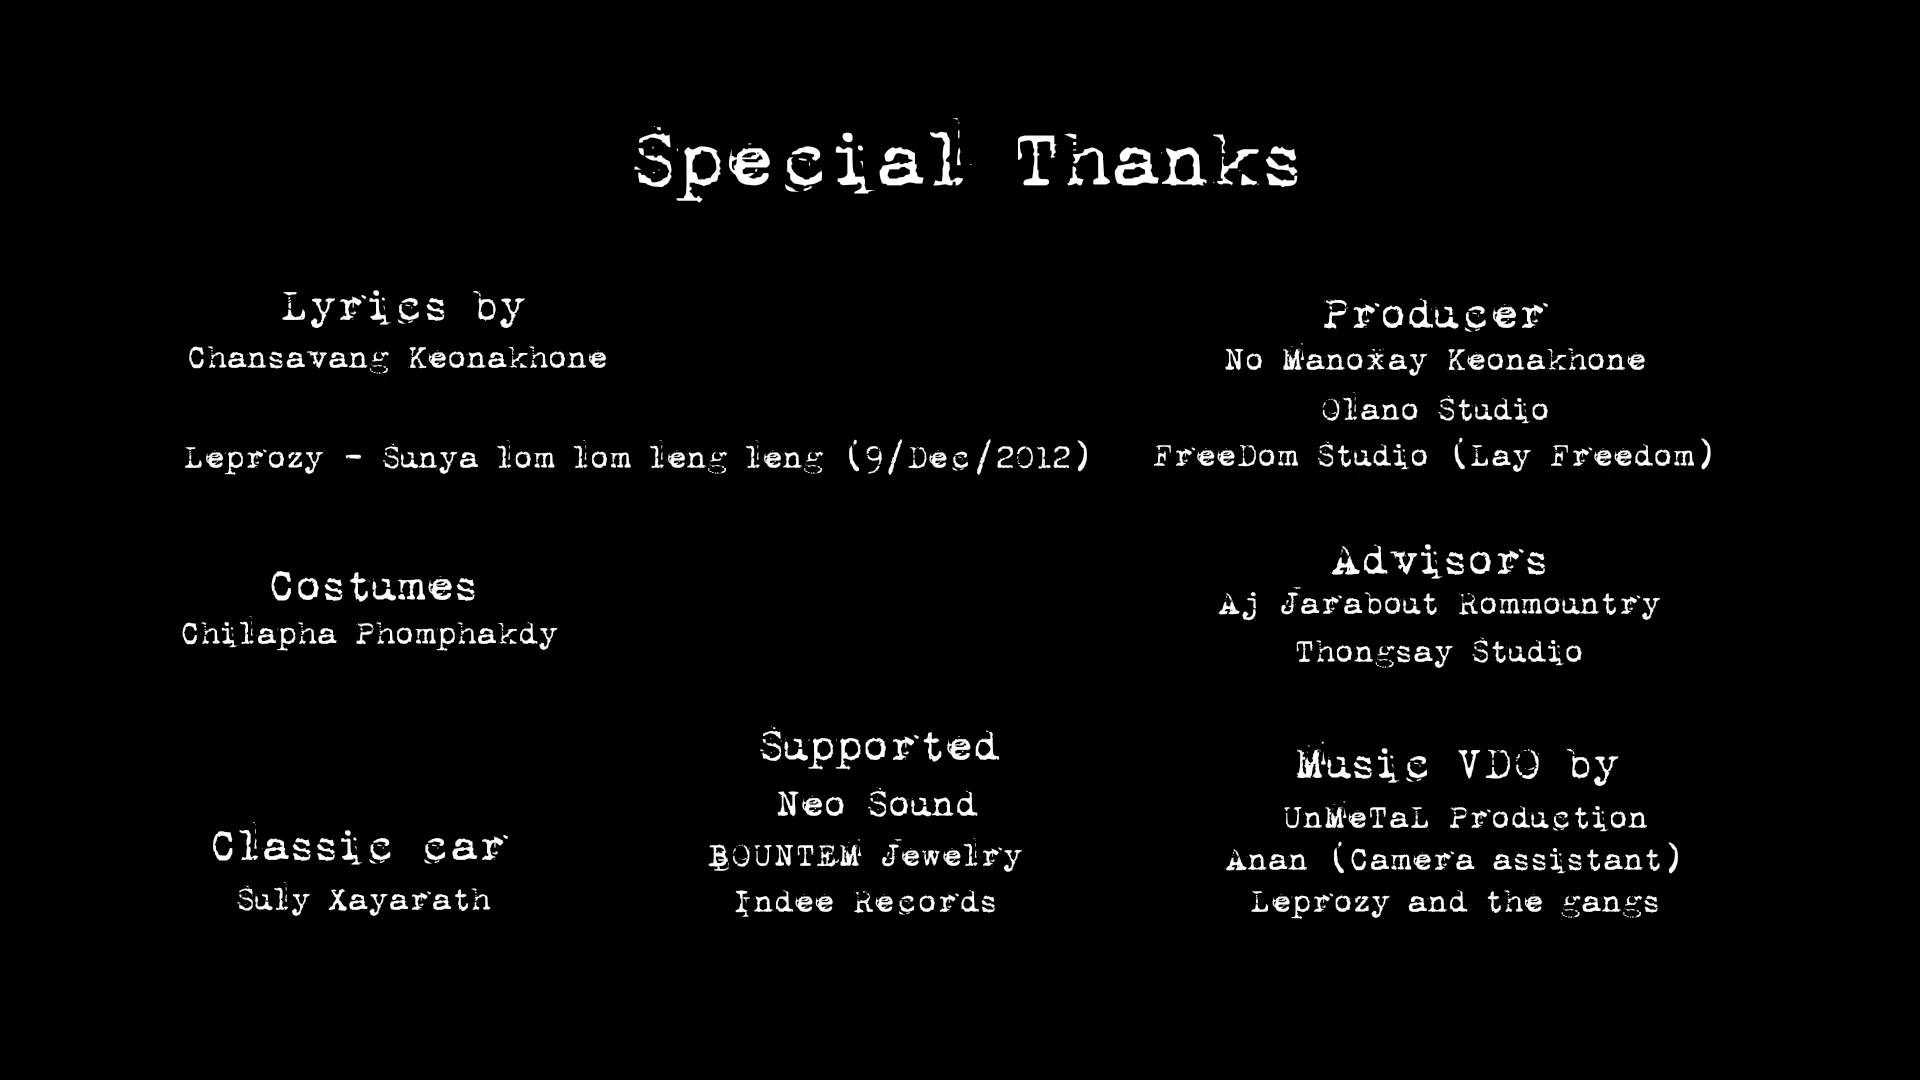 Special Thanks
Lyrics by
Chansavang Keonakhone
Leprozy - Sunya lom lom leng leng (9/Dec/2012)
Producer
No Manoxay Keonakhone
Olano Studio
FreeDom Studio (Lay Freedom)
Costumes
Chilapha Phomphakdy
Advisors
Aj Jarabout Rommountry
Thongsay Studio
Classic car
Suly Xayarath
Supported
Neo Sound
BOUNTEM Jewelry
Indee Records
Music VDO by
UnMeTaL Production
Anan (Camera assistant)
Leprozy and the gangs